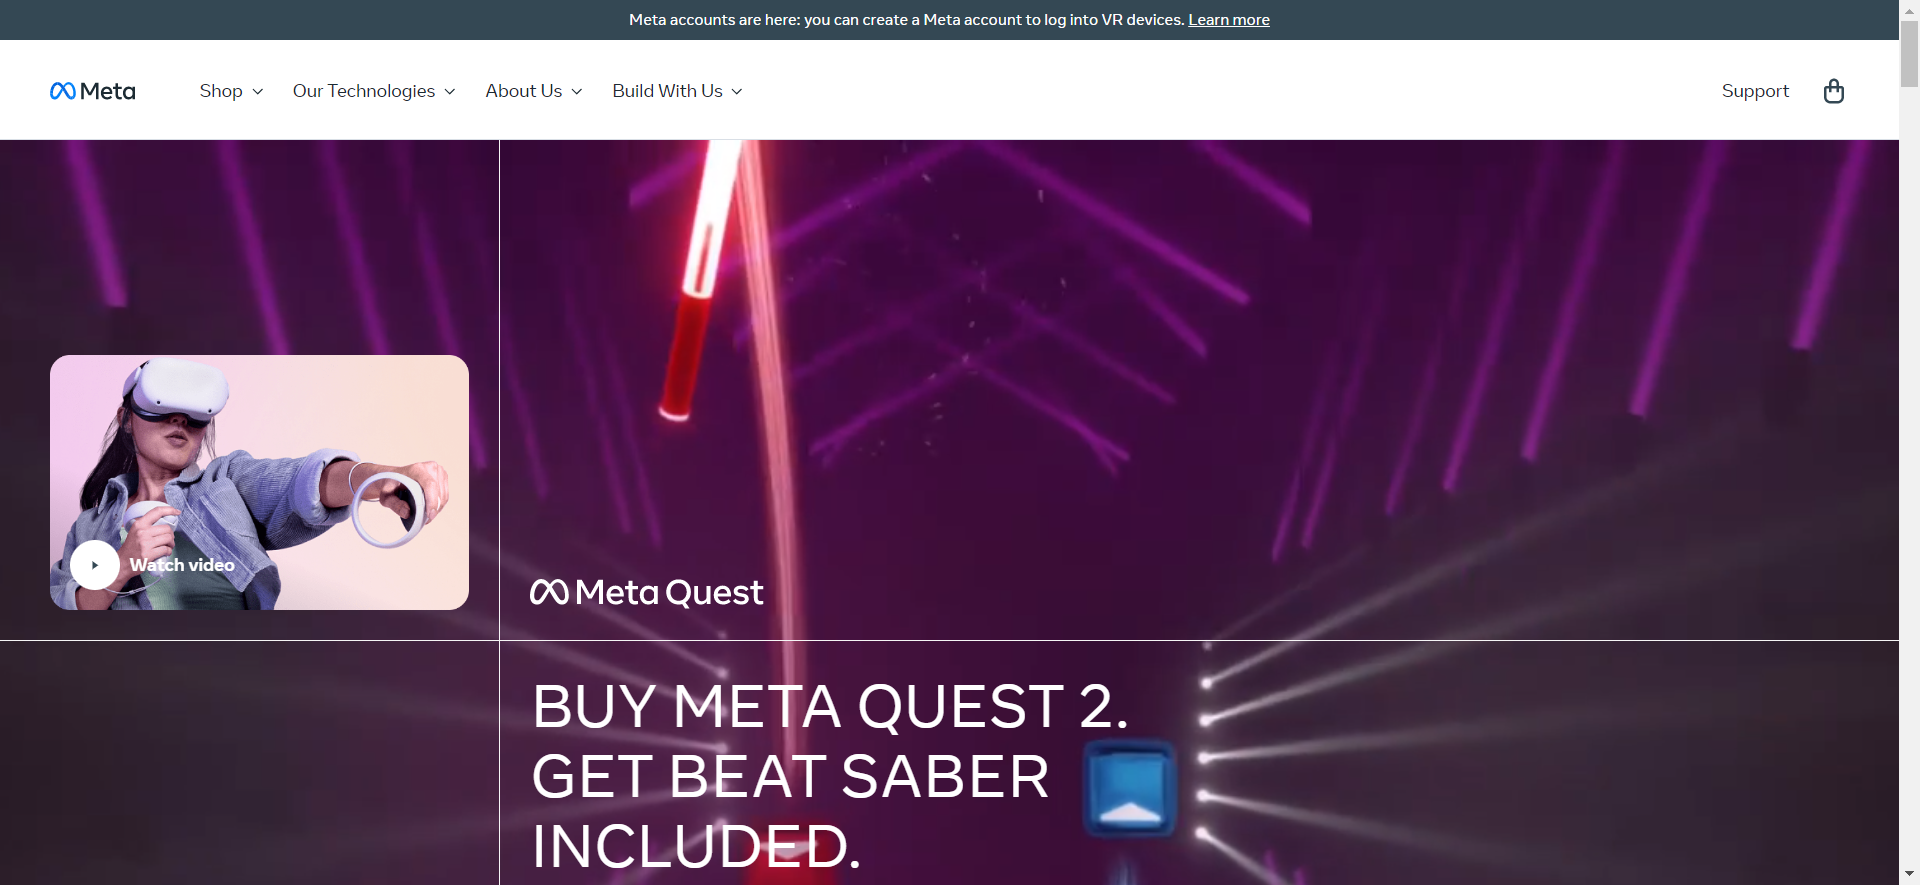 Meta accounts are here: you can create a Meta account to log into VR devices. Learn more
Meta
Shop
Our Technologies
About Us
Build With Us
Support
Watch video
Meta Quest
BUY META QUEST 2.
GET BEAT SABER
INCLUDED.